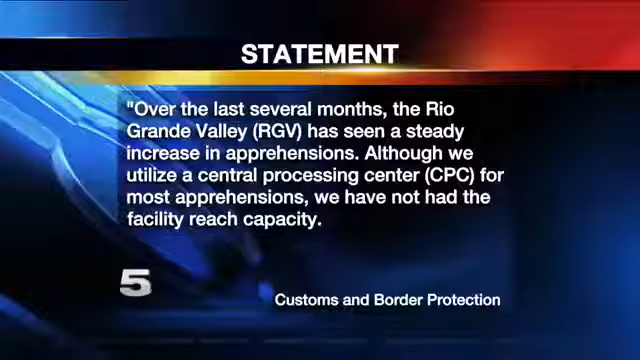 STATEMENT
"Over the last several months, the Rio
Grande Valley (RGV) has seen a steady
increase in apprehensions. Although we
utilize a central processing center (CPC) for
most apprehensions, we have not had the
facility reach capacity.
5
Customs and Border Protection